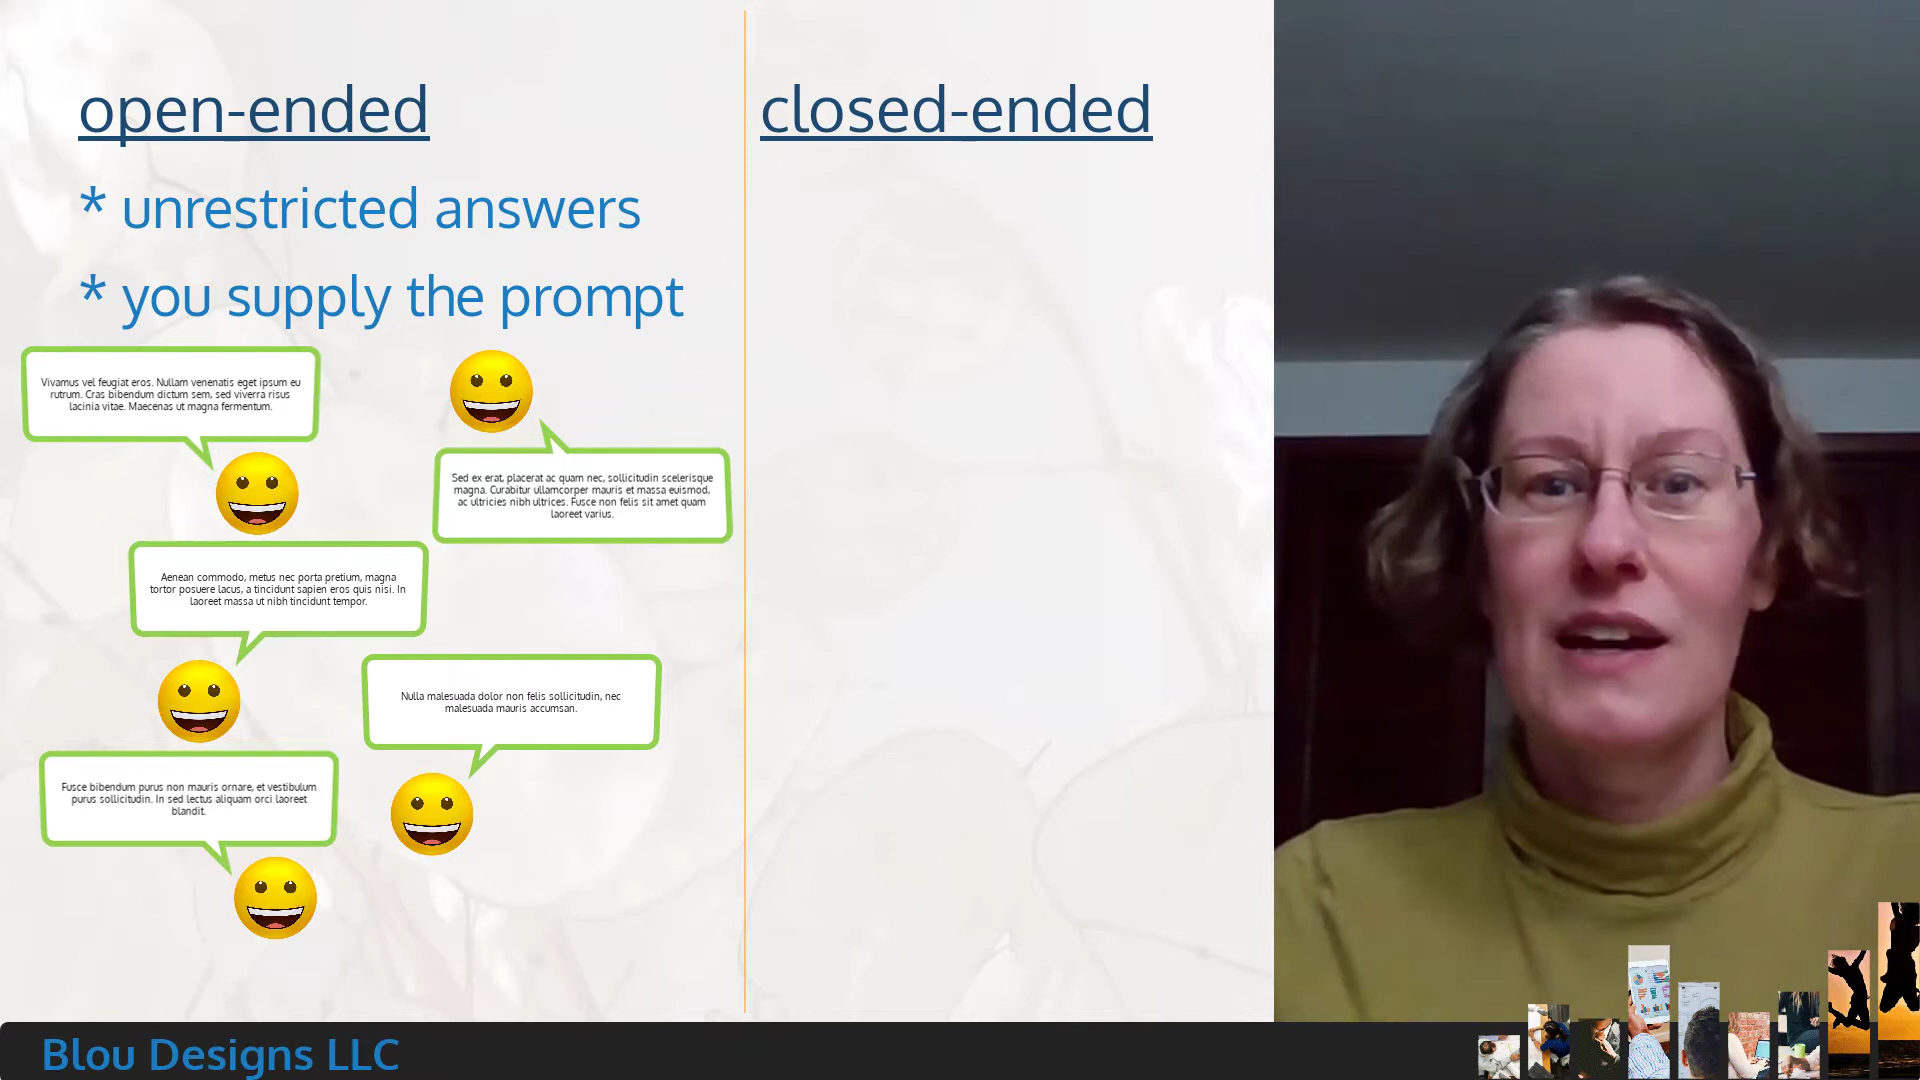 open-ended
* unrestricted answers
* you supply the prompt
Vivamus vel feugiat eros. Nullam venenatis eget ipsum eu
rutrum. Cras bibendum dictum sem, sed viverra risus
lacinia vitae. Maecenas ut magna fermentum.
Sed ex erat, placerat ac quam nec, sollicitudin scelerisque
magna. Curabitur ullamcorper mauris et massa euismod,
ac ultricies nibh ultrices. Fusce non felis sit amet quam
laoreet varius.
Aenean commodo, metus nec porta pretium, magna
tortor posuere lacus, a tincidunt sapien eros quis nisi. In
laoreet massa ut nibh tincidunt tempor.
Nulla malesuada dolor non felis sollicitudin, nec
malesuada mauris accumsan.
Fusce bibendum purus non mauris ornare, et vestibulum
purus sollicitudin. In sed lectus aliquam orci laoreet
blandit.
closed-ended
Blou Designs LLC